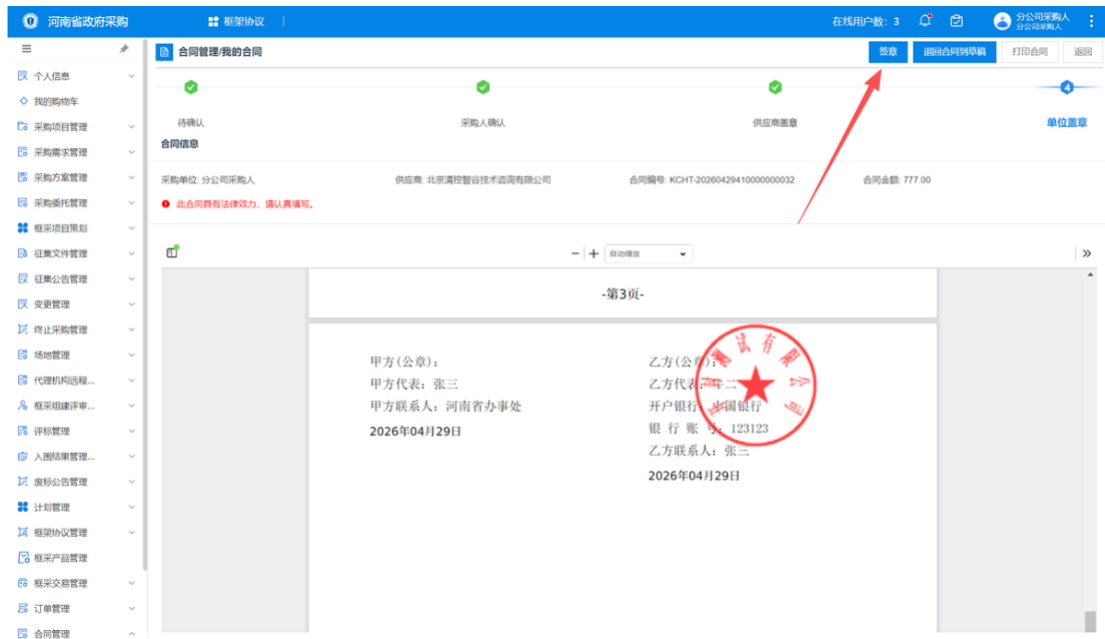 河南省政府采购 框架协议 在线用户数: 3 分公司采购人
分公司采购人
合同管理/我的合同 签章 退回合同到草稿 打印合同 返回
个人信息
我的购物车
采购项目管理
采购需求管理
采购方案管理
采购委托管理
框采项目策划
征集文件管理
征集公告管理
变更管理
终止采购管理
场地管理
代理机构远程...
框采组建评审...
评标管理
入围结果管理...
废标公告管理
计划管理
框架协议管理
框采产品管理
框采交易管理
订单管理
合同管理
待确认 采购人确认 供应商盖章 4 单位盖章
合同信息
采购单位: 分公司采购人 供应商: 北京清控智谷技术咨询有限公司 合同编号: KCHT-20260429410000000032 合同金额: 777.00
此合同具有法律效力，请认真填写。
自动缩放
-第3页-
甲方(公章):
甲方代表: 张三
甲方联系人: 河南省办事处
2026年04月29日
乙方(公章):
乙方代表: 二
开户银行: 中国银行
银 行 账 号: 123123
乙方联系人: 张三
2026年04月29日
测试有限公司